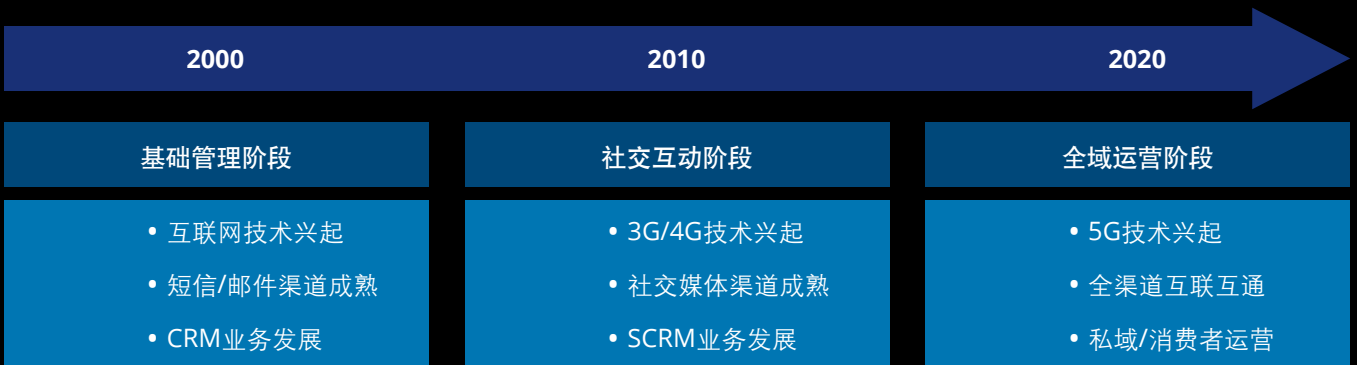 2000
2010
2020
基础管理阶段
社交互动阶段
全域运营阶段
• 互联网技术兴起
• 短信/邮件渠道成熟
• CRM业务发展
• 3G/4G技术兴起
• 社交媒体渠道成熟
• SCRM业务发展
• 5G技术兴起
• 全渠道互联互通
• 私域/消费者运营